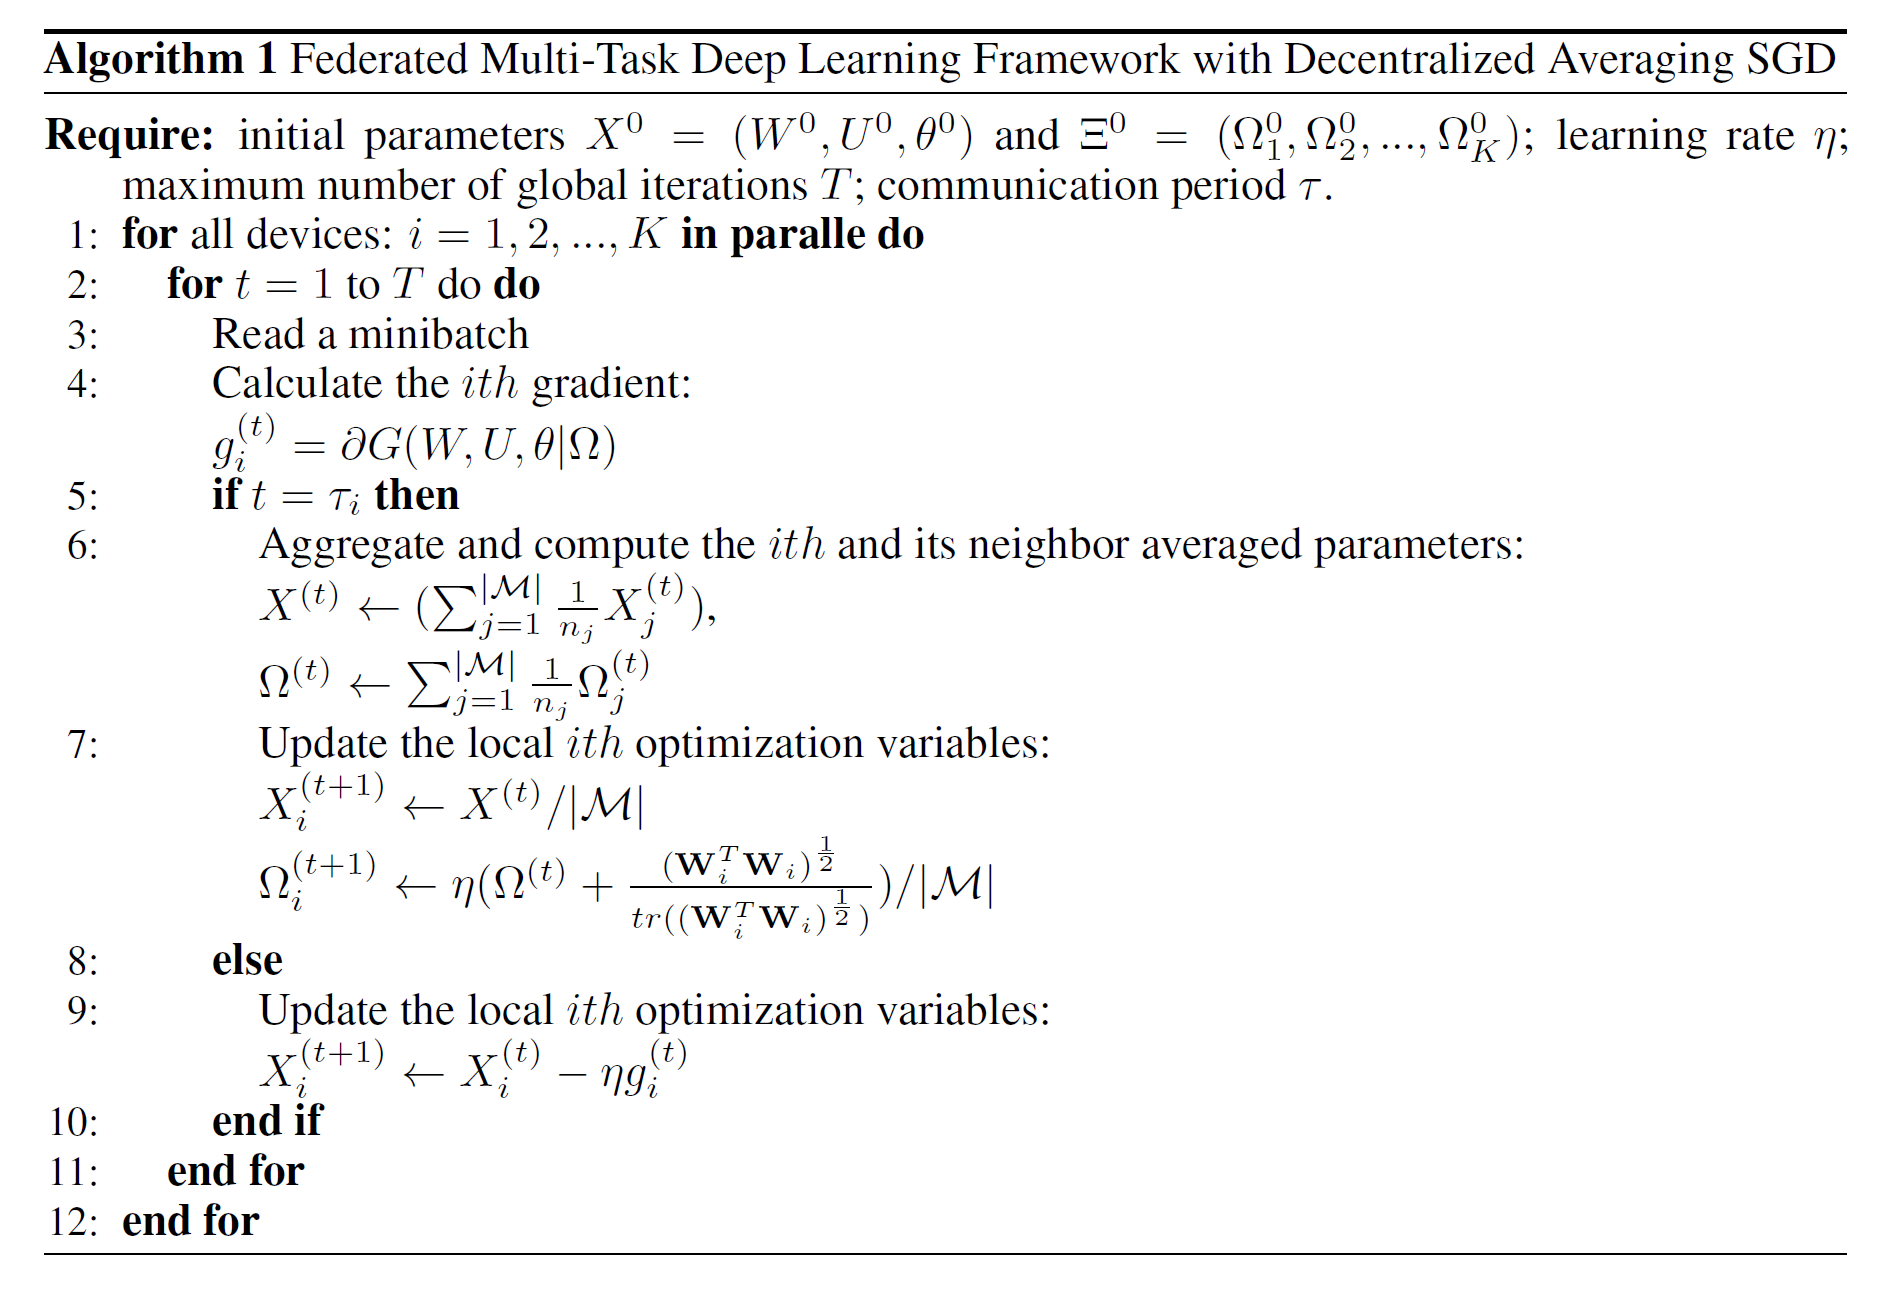 Algorithm 1 Federated Multi-Task Deep Learning Framework with Decentralized Averaging SGD
Require: initial parameters $X^0 = (W^0, U^0, \theta^0)$ and $\Xi^0 = (\Omega_1^0, \Omega_2^0, ..., \Omega_K^0)$; learning rate $\eta$;
maximum number of global iterations $T$; communication period $\tau$.
1: for all devices: $i = 1, 2, ..., K$ in paralle do
2: for $t = 1$ to $T$ do do
3: Read a minibatch
4: Calculate the $ith$ gradient:
$g_i^{(t)} = \partial G(W, U, \theta|\Omega)$
5: if $t = \tau_i$ then
6: Aggregate and compute the $ith$ and its neighbor averaged parameters:
$X^{(t)} \leftarrow (\sum_{j=1}^{|\mathcal{M}|} \frac{1}{n_j} X_j^{(t)}),$
$\Omega^{(t)} \leftarrow \sum_{j=1}^{|\mathcal{M}|} \frac{1}{n_j} \Omega_j^{(t)}$
7: Update the local $ith$ optimization variables:
$X_i^{(t+1)} \leftarrow X^{(t)}/|\mathcal{M}|$
$\Omega_i^{(t+1)} \leftarrow \eta(\Omega^{(t)} + \frac{(\mathbf{W}_i^T \mathbf{W}_i)^{\frac{1}{2}}}{tr((\mathbf{W}_i^T \mathbf{W}_i)^{\frac{1}{2}})})/|\mathcal{M}|$
8: else
9: Update the local $ith$ optimization variables:
$X_i^{(t+1)} \leftarrow X_i^{(t)} - \eta g_i^{(t)}$
10: end if
11: end for
12: end for